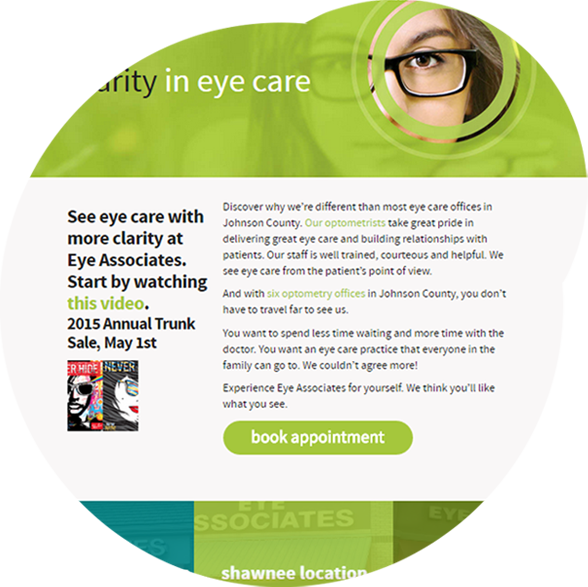 in eye care
See eye care with
more clarity at
Eye Associates.
Start by watching
this video.
2015 Annual Trunk
Sale, May 1st
ER HIDE
NEVER
Discover why we're different than most eye care offices in
Johnson County. Our optometrists take great pride in
delivering great eye care and building relationships with
patients. Our staff is well trained, courteous and helpful. We
see eye care from the patient's point of view.
And with six optometry offices in Johnson County, you don't
have to travel far to see us.
You want to spend less time waiting and more time with the
doctor. You want an eye care practice that everyone in the
family can go to. We couldn't agree more!
Experience Eye Associates for yourself. We think you'll like
what you see.
book appointment
EYE
SSOCIATES
EYE
shawnee location